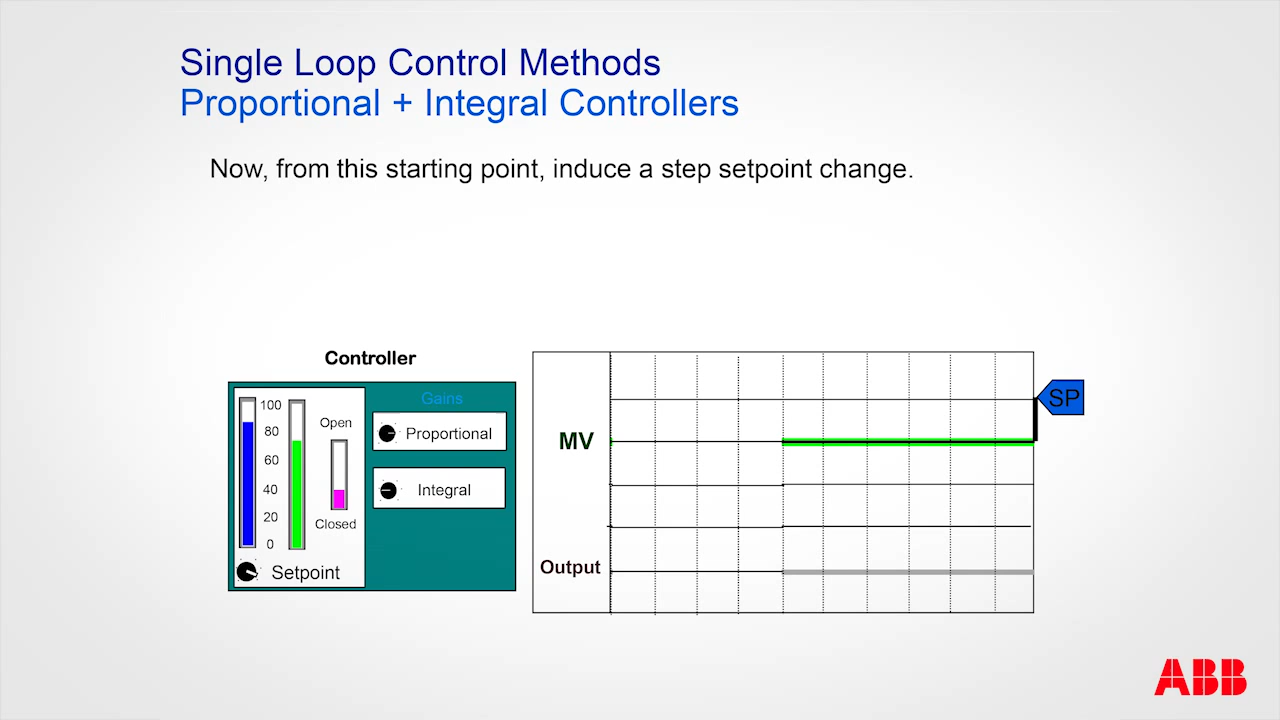 Single Loop Control Methods
Proportional + Integral Controllers
Now, from this starting point, induce a step setpoint change.
Controller
Gains
100
80
60
40
20
0
Open
Closed
Proportional
Integral
Setpoint
SP
MV
Output
ABB